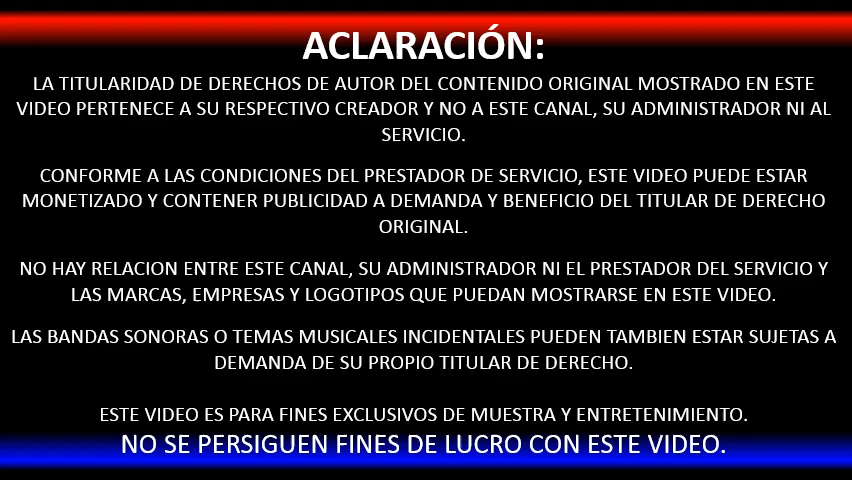 ACLARACIÓN:
LA TITULARIDAD DE DERECHOS DE AUTOR DEL CONTENIDO ORIGINAL MOSTRADO EN ESTE
VIDEO PERTENECE A SU RESPECTIVO CREADOR Y NO A ESTE CANAL, SU ADMINISTRADOR NI AL
SERVICIO.
CONFORME A LAS CONDICIONES DEL PRESTADOR DE SERVICIO, ESTE VIDEO PUEDE ESTAR
MONETIZADO Y CONTENER PUBLICIDAD A DEMANDA Y BENEFICIO DEL TITULAR DE DERECHO
ORIGINAL.
NO HAY RELACION ENTRE ESTE CANAL, SU ADMINISTRADOR NI EL PRESTADOR DEL SERVICIO Y
LAS MARCAS, EMPRESAS Y LOGOTIPOS QUE PUEDAN MOSTRARSE EN ESTE VIDEO.
LAS BANDAS SONORAS O TEMAS MUSICALES INCIDENTALES PUEDEN TAMBIEN ESTAR SUJETAS A
DEMANDA DE SU PROPIO TITULAR DE DERECHO.
ESTE VIDEO ES PARA FINES EXCLUSIVOS DE MUESTRA Y ENTRETENIMIENTO.
NO SE PERSIGUEN FINES DE LUCRO CON ESTE VIDEO.